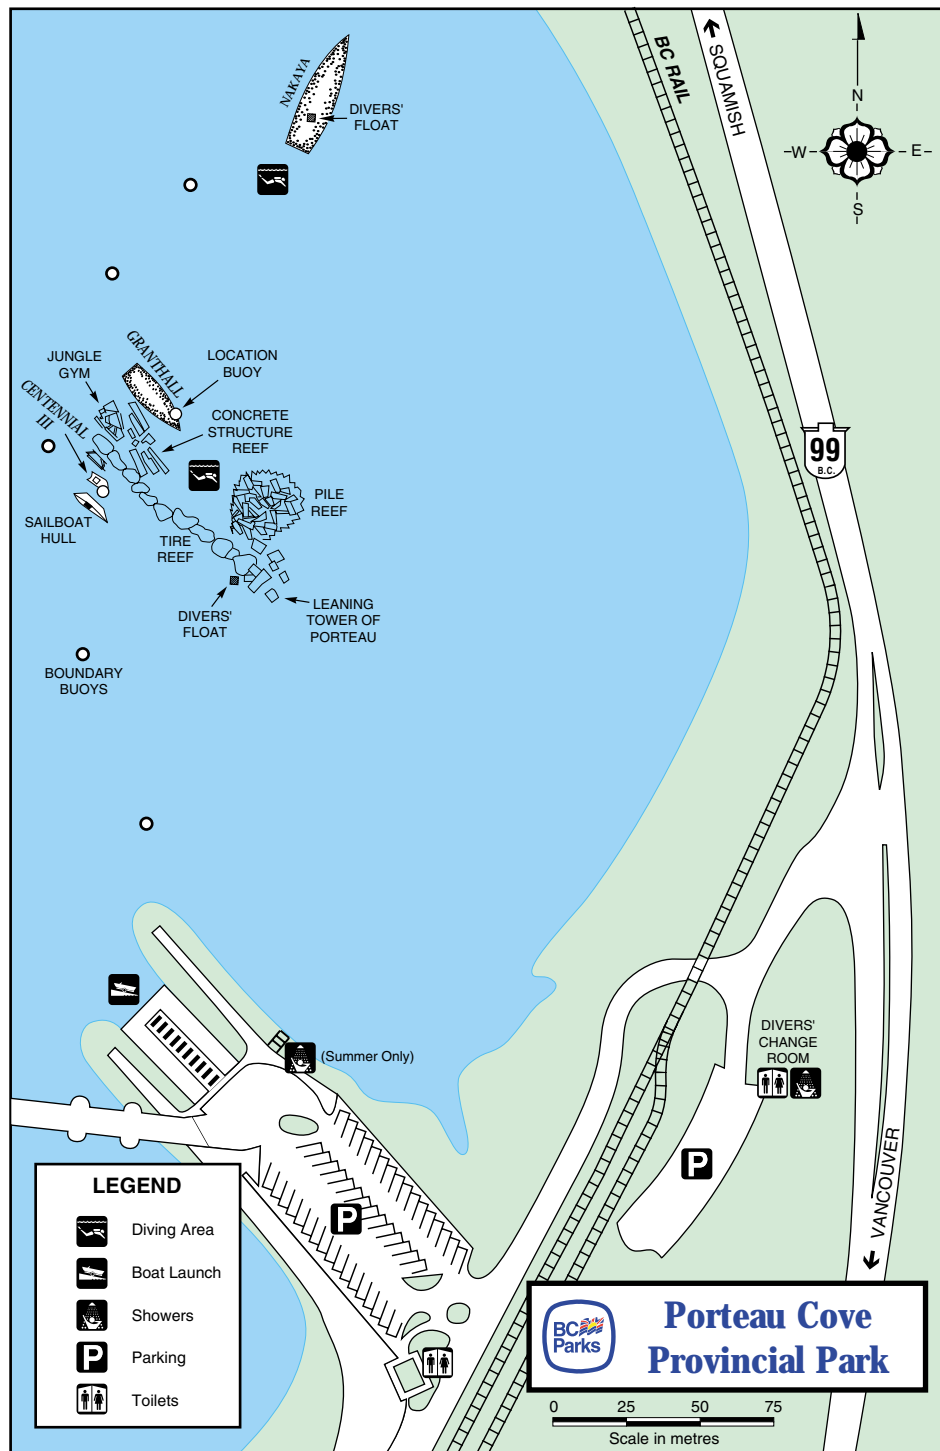 NAKAYA
DIVERS'
FLOAT
BC RAIL
SQUAMISH
N
W
E
S
GRANTHALL
JUNGLE
GYM
LOCATION
BUOY
CENTENNIAL
III
CONCRETE
STRUCTURE
REEF
99
B.C.
PILE
REEF
SAILBOAT
HULL
TIRE
REEF
DIVERS'
FLOAT
LEANING
TOWER OF
PORTEAU
BOUNDARY
BUOYS
(Summer Only)
DIVERS'
CHANGE
ROOM
P
P
VANCOUVER
LEGEND
Diving Area
Boat Launch
Showers
P
Parking
Toilets
BC
Parks
Porteau Cove
Provincial Park
0 25 50 75
Scale in metres